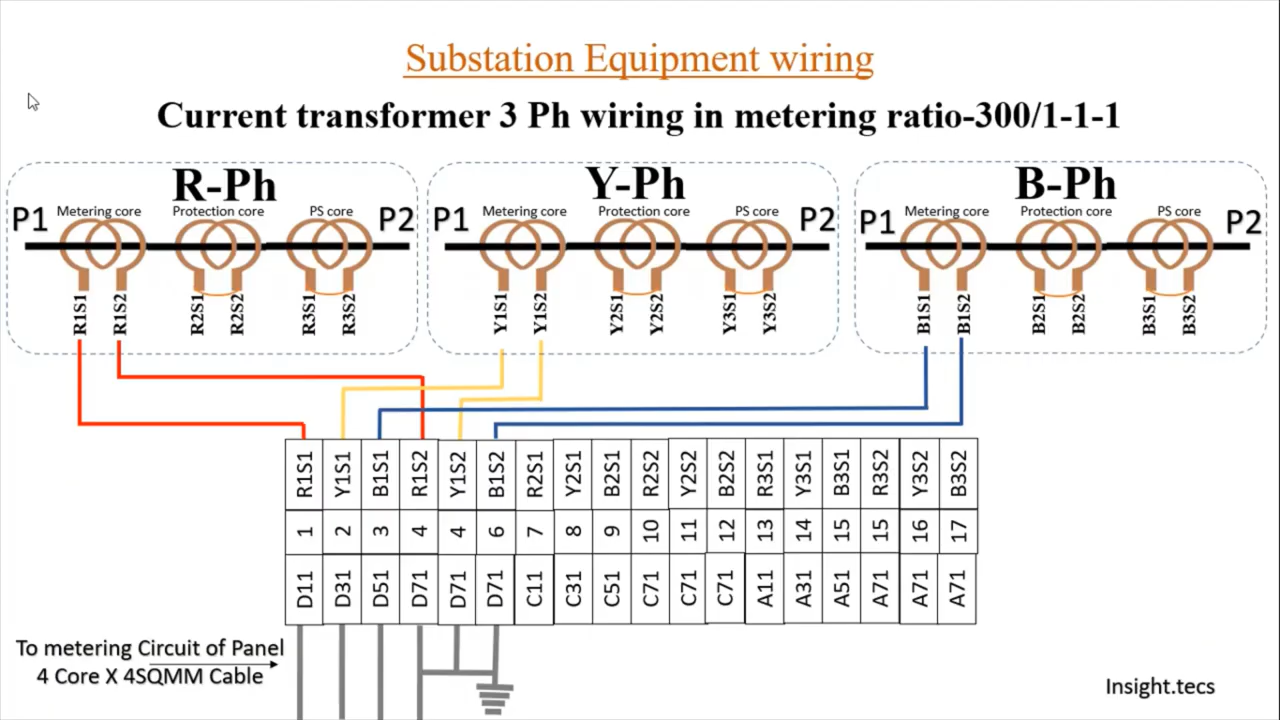 Substation Equipment wiring
Current transformer 3 Ph wiring in metering ratio-300/1-1-1
R-Ph
P1 Metering core Protection core PS core P2
R1S1 R1S2 R2S1 R2S2 R3S1 R3S2
Y-Ph
P1 Metering core Protection core PS core P2
Y1S1 Y1S2 Y2S1 Y2S2 Y3S1 Y3S2
B-Ph
P1 Metering core Protection core PS core P2
B1S1 B1S2 B2S1 B2S2 B3S1 B3S2
R1S1 Y1S1 B1S1 R1S2 Y1S2 B1S2 R2S1 Y2S1 B2S1 R2S2 Y2S2 B2S2 R3S1 Y3S1 B3S1 R3S2 Y3S2 B3S2
1 2 3 4 4 6 7 8 9 10 11 12 13 14 15 15 16 17
D11 D31 D51 D71 D71 D71 C11 C31 C51 C71 C71 C71 A11 A31 A51 A71 A71 A71
To metering Circuit of Panel
4 Core X 4SQMM Cable
Insight.tecs